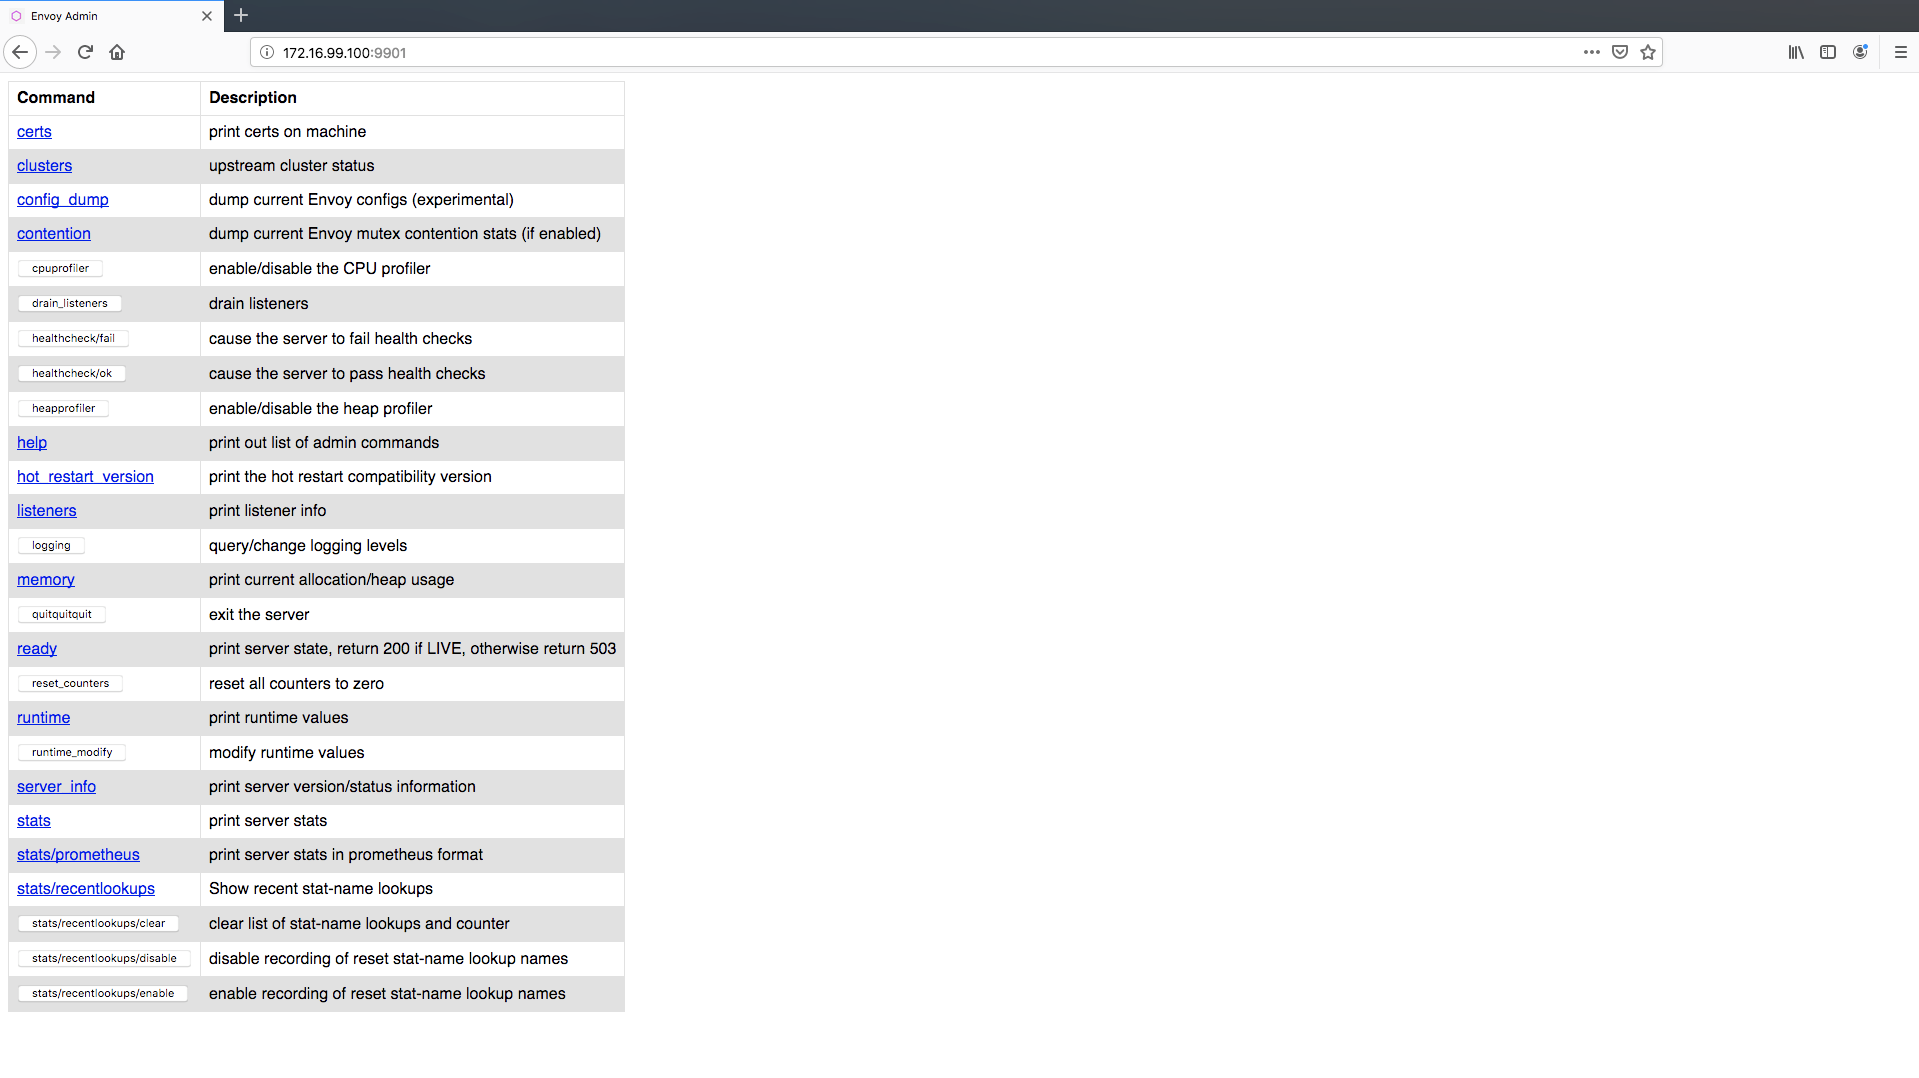 Envoy Admin
172.16.99.100:9901
Command Description
certs print certs on machine
clusters upstream cluster status
config_dump dump current Envoy configs (experimental)
contention dump current Envoy mutex contention stats (if enabled)
cpuprofiler enable/disable the CPU profiler
drain_listeners drain listeners
healthcheck/fail cause the server to fail health checks
healthcheck/ok cause the server to pass health checks
heapprofiler enable/disable the heap profiler
help print out list of admin commands
hot_restart_version print the hot restart compatibility version
listeners print listener info
logging query/change logging levels
memory print current allocation/heap usage
quitquitquit exit the server
ready print server state, return 200 if LIVE, otherwise return 503
reset_counters reset all counters to zero
runtime print runtime values
runtime_modify modify runtime values
server_info print server version/status information
stats print server stats
stats/prometheus print server stats in prometheus format
stats/recentlookups Show recent stat-name lookups
stats/recentlookups/clear clear list of stat-name lookups and counter
stats/recentlookups/disable disable recording of reset stat-name lookup names
stats/recentlookups/enable enable recording of reset stat-name lookup names